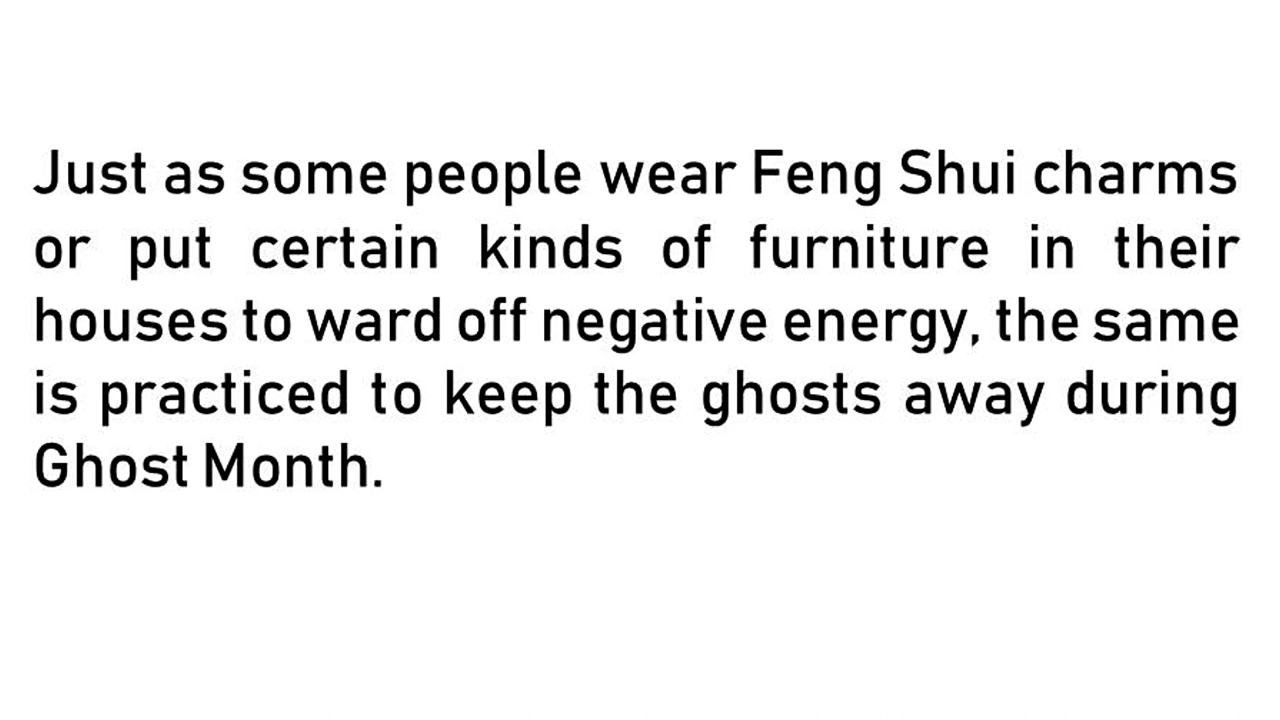 Just as some people wear Feng Shui charms
or put certain kinds of furniture in their
houses to ward off negative energy, the same
is practiced to keep the ghosts away during
Ghost Month.